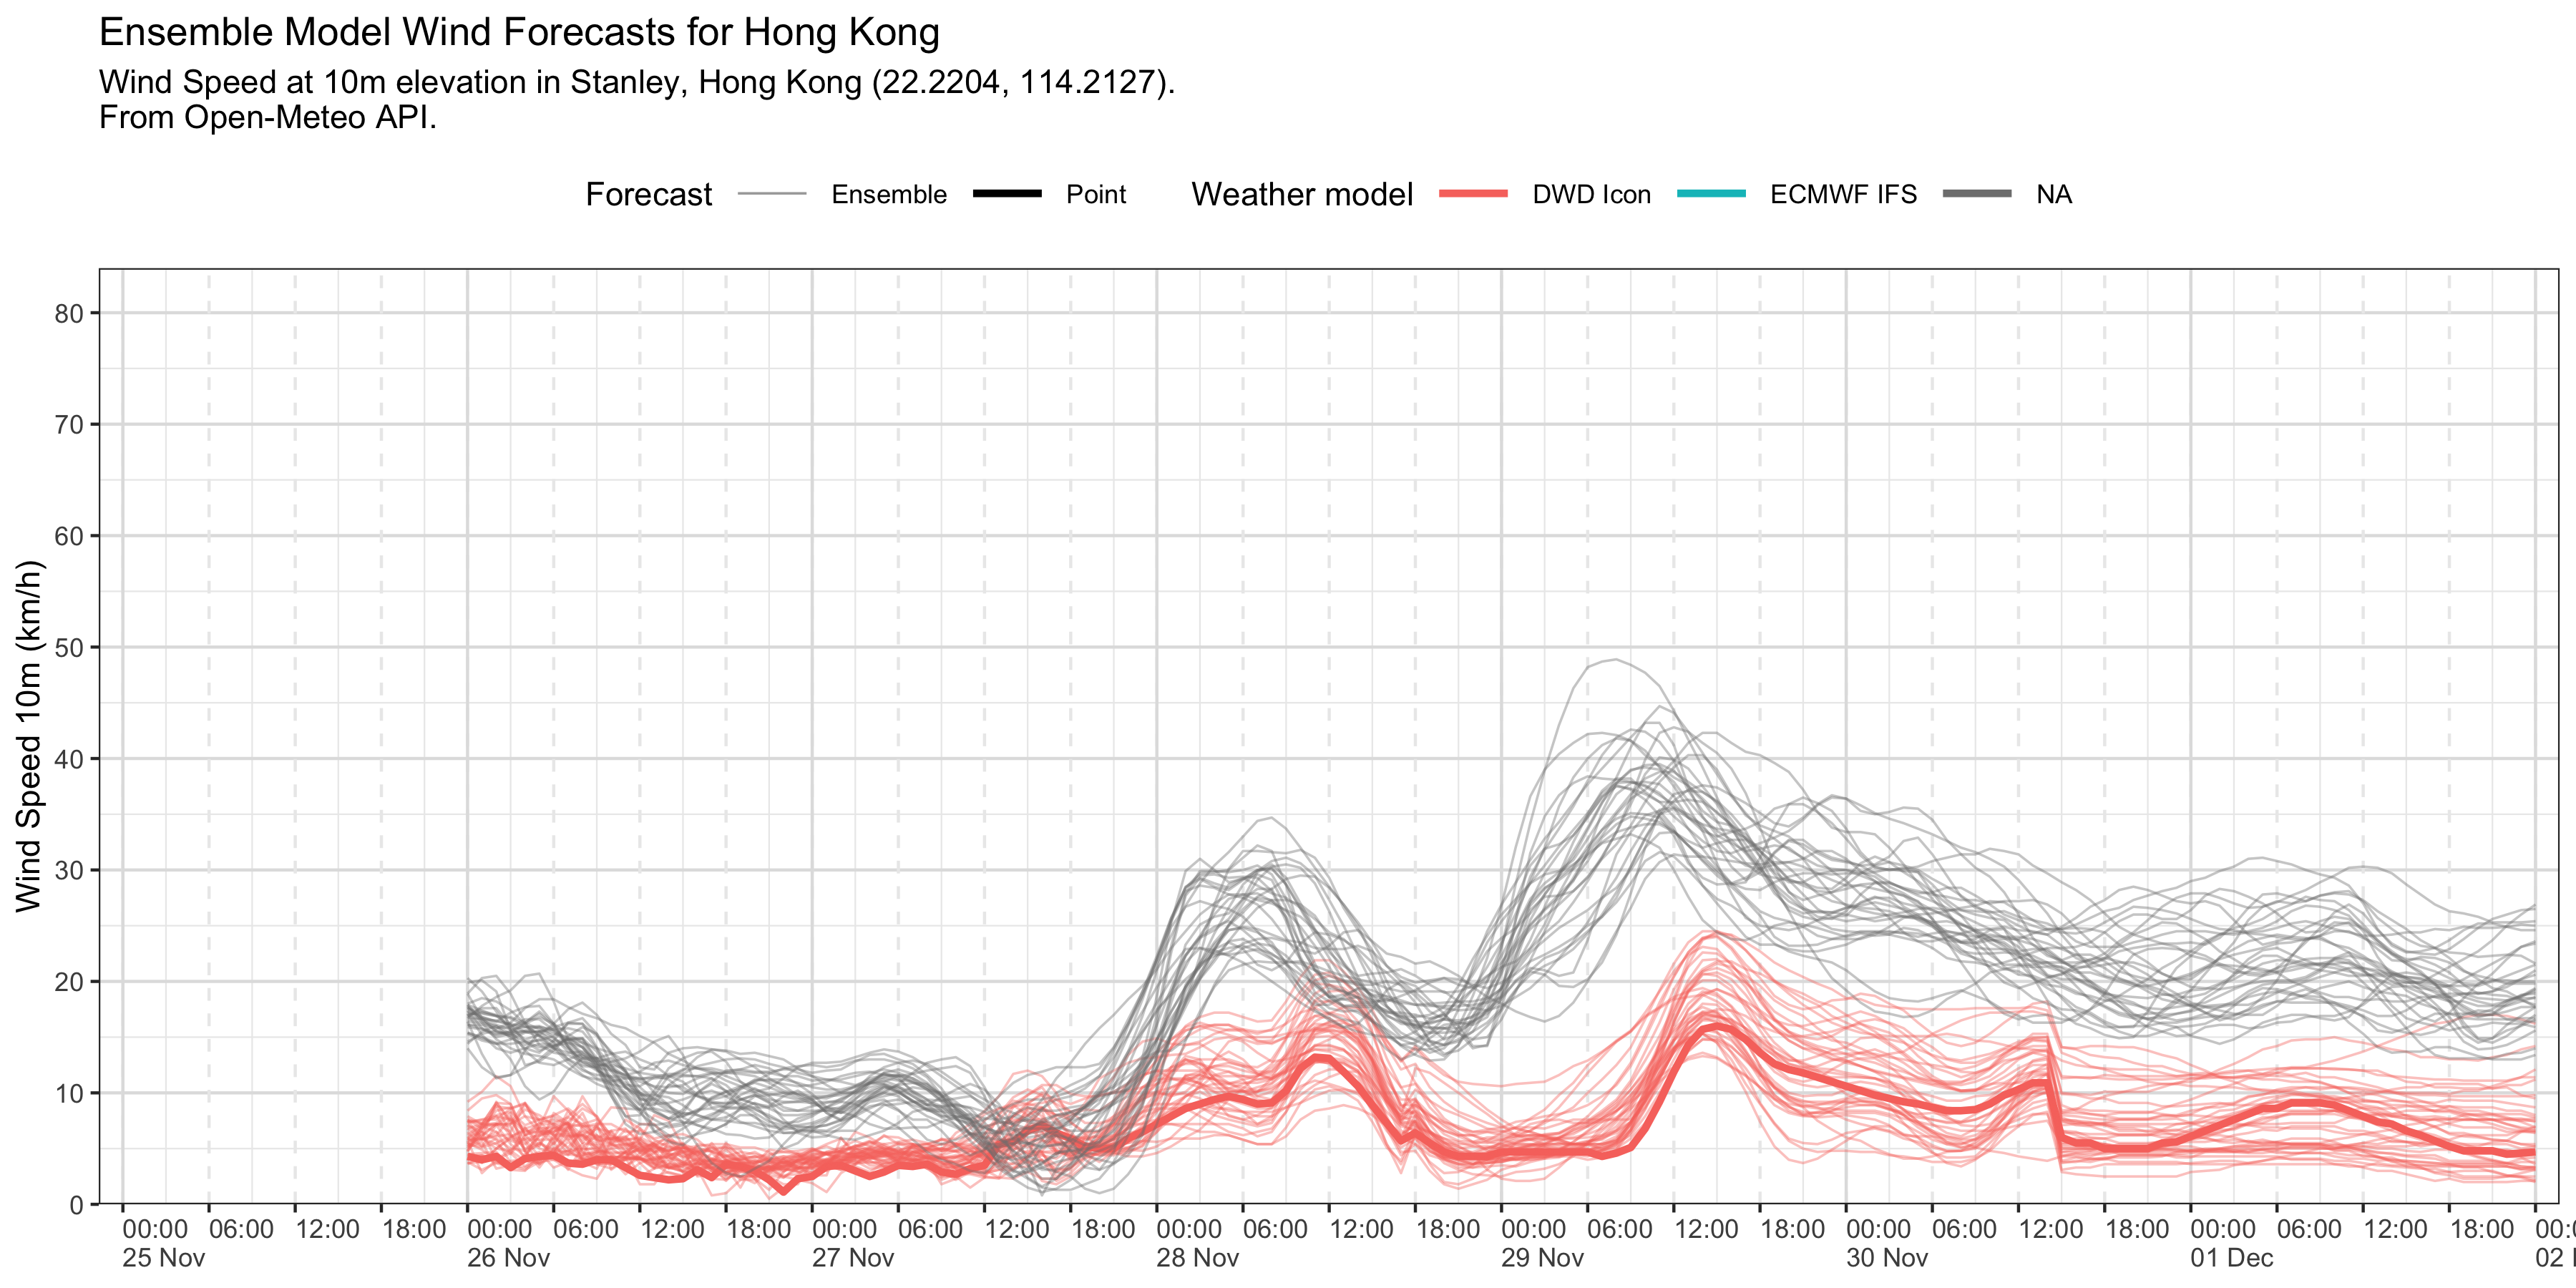 Ensemble Model Wind Forecasts for Hong Kong
Wind Speed at 10m elevation in Stanley, Hong Kong (22.2204, 114.2127).
From Open-Meteo API.
Forecast Ensemble Point Weather model DWD Icon ECMWF IFS NA
Wind Speed 10m (km/h)
80
70
60
50
40
30
20
10
0
00:00 06:00 12:00 18:00 00:00 06:00 12:00 18:00 00:00 06:00 12:00 18:00 00:00 06:00 12:00 18:00 00:00 06:00 12:00 18:00 00:00 06:00 12:00 18:00 00:00 06:00 12:00 18:00
25 Nov 26 Nov 27 Nov 28 Nov 29 Nov 30 Nov 01 Dec 02